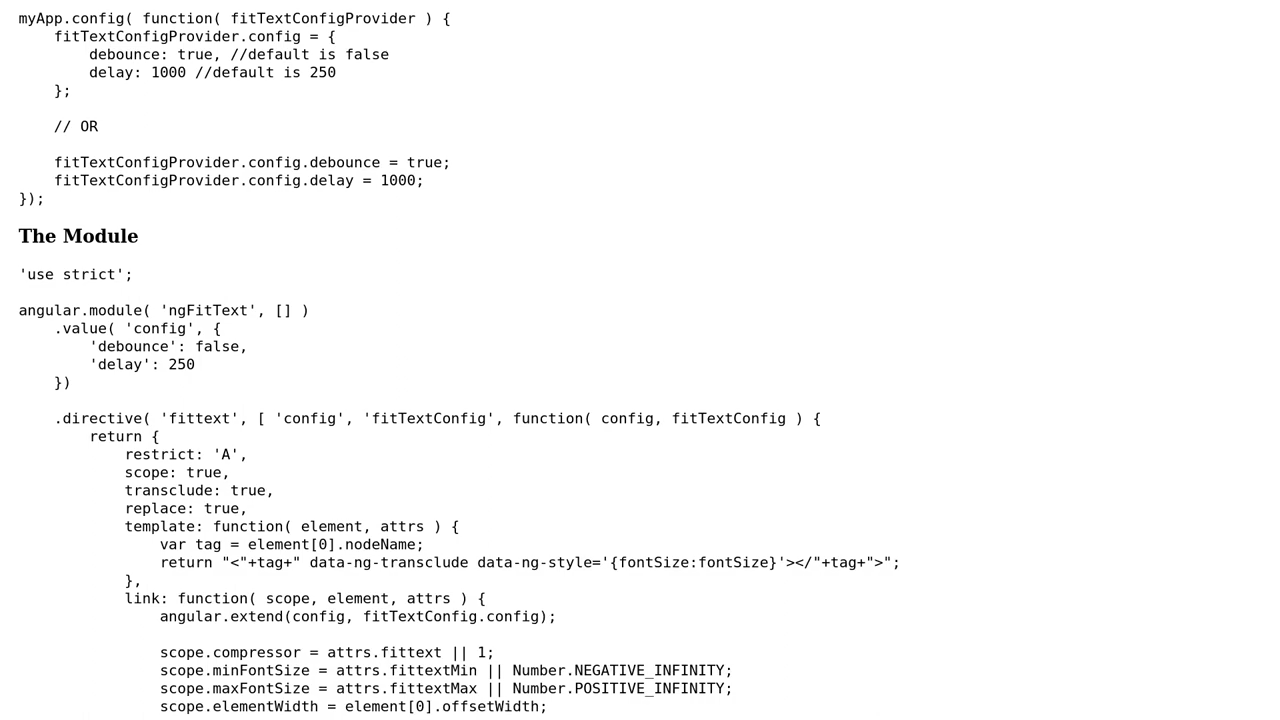 myApp.config( function( fitTextConfigProvider ) {
    fitTextConfigProvider.config = {
        debounce: true, //default is false
        delay: 1000 //default is 250
    };

    // OR

    fitTextConfigProvider.config.debounce = true;
    fitTextConfigProvider.config.delay = 1000;
});
The Module
'use strict';

angular.module( 'ngFitText', [] )
    .value( 'config', {
        'debounce': false,
        'delay': 250
    })

    .directive( 'fittext', [ 'config', 'fitTextConfig', function( config, fitTextConfig ) {
        return {
            restrict: 'A',
            scope: true,
            transclude: true,
            replace: true,
            template: function( element, attrs ) {
                var tag = element[0].nodeName;
                return "<"+tag+" data-ng-transclude data-ng-style='{fontSize:fontSize}'></"+tag+">";
            },
            link: function( scope, element, attrs ) {
                angular.extend(config, fitTextConfig.config);

                scope.compressor = attrs.fittext || 1;
                scope.minFontSize = attrs.fittextMin || Number.NEGATIVE_INFINITY;
                scope.maxFontSize = attrs.fittextMax || Number.POSITIVE_INFINITY;
                scope.elementWidth = element[0].offsetWidth;